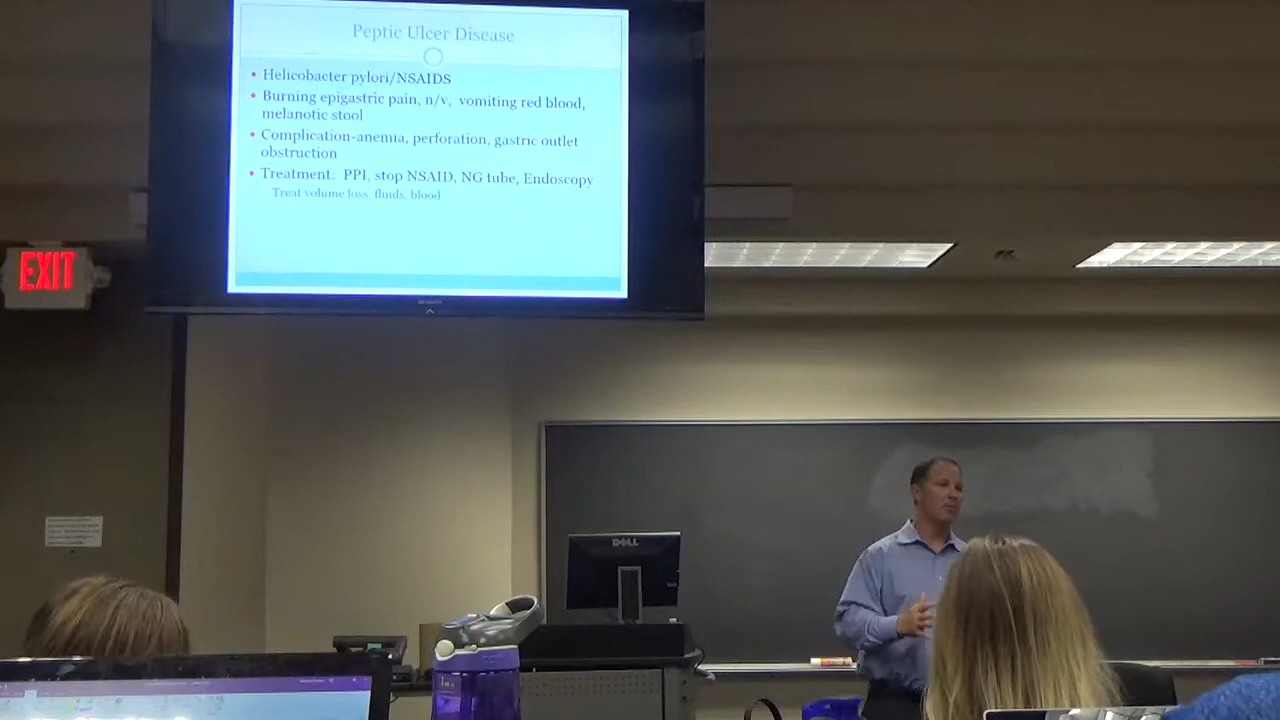 Peptic Ulcer Disease
Helicobacter pylori/NSAIDS
Burning epigastric pain, n/v, vomiting red blood,
melanotic stool
Complication-anemia, perforation, gastric outlet
obstruction
Treatment: PPI, stop NSAID, NG tube, Endoscopy
Treat volume loss, fluids, blood
EXIT
DELL